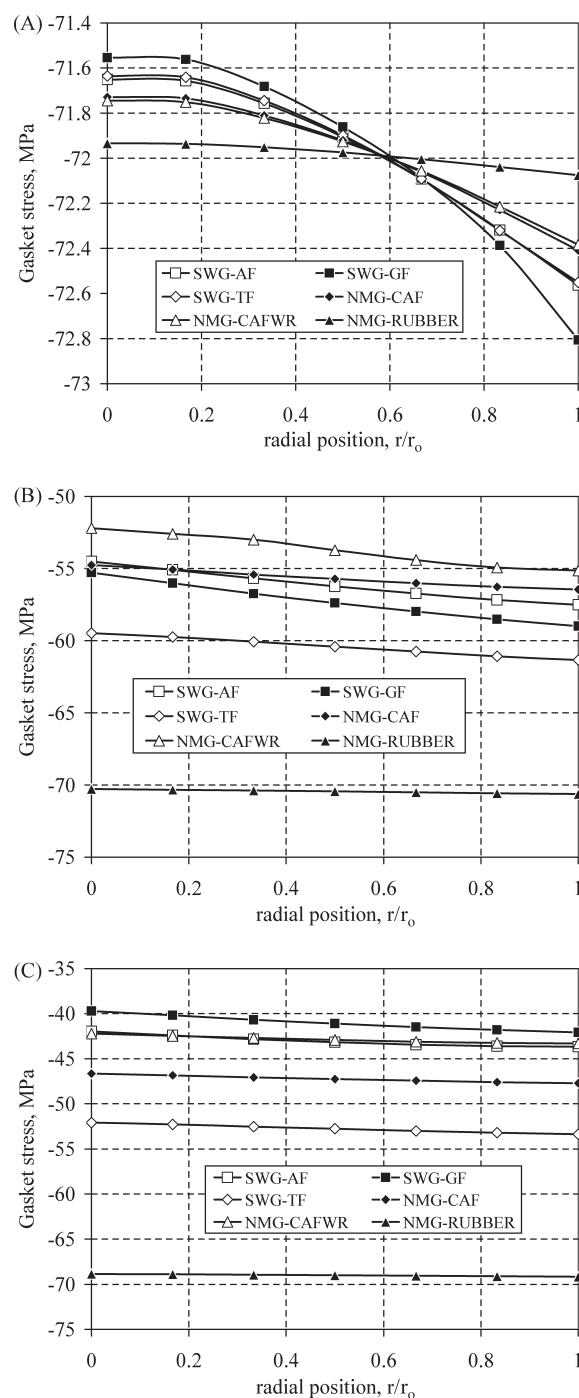 (A)
-71.4
-71.6
-71.8
-72
-72.2
-72.4
-72.6
-72.8
-73
Gasket stress, MPa
SWG-AF SWG-GF
SWG-TF NMG-CAF
NMG-CAFWR NMG-RUBBER
0 0.2 0.4 0.6 0.8 1
radial position, r/ro
(B)
-50
-55
-60
-65
-70
-75
Gasket stress, MPa
SWG-AF SWG-GF
SWG-TF NMG-CAF
NMG-CAFWR NMG-RUBBER
0 0.2 0.4 0.6 0.8 1
radial position, r/ro
(C)
-35
-40
-45
-50
-55
-60
-65
-70
-75
Gasket stress, MPa
SWG-AF SWG-GF
SWG-TF NMG-CAF
NMG-CAFWR NMG-RUBBER
0 0.2 0.4 0.6 0.8 1
radial position, r/ro